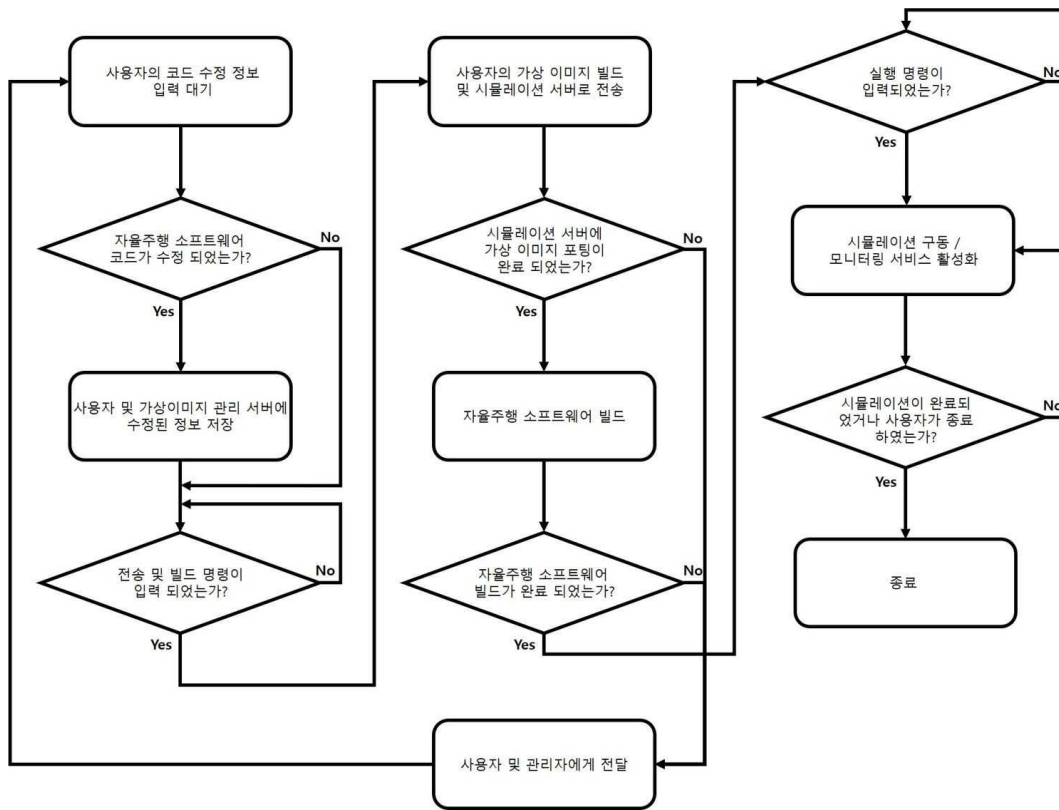 사용자의 코드 수정 정보
입력 대기
자율주행 소프트웨어
코드가 수정 되었는가?
No
Yes
사용자 및 가상이미지 관리 서버에
수정된 정보 저장
전송 및 빌드 명령이
입력 되었는가?
No
Yes
사용자의 가상 이미지 빌드
및 시뮬레이션 서버로 전송
시뮬레이션 서버에
가상 이미지 포팅이
완료 되었는가?
No
Yes
자율주행 소프트웨어 빌드
자율주행 소프트웨어
빌드가 완료 되었는가?
No
Yes
사용자 및 관리자에게 전달
실행 명령이
입력되었는가?
No
Yes
시뮬레이션 구동 /
모니터링 서비스 활성화
시뮬레이션이 완료되
었거나 사용자가 종료
하였는가?
No
Yes
종료